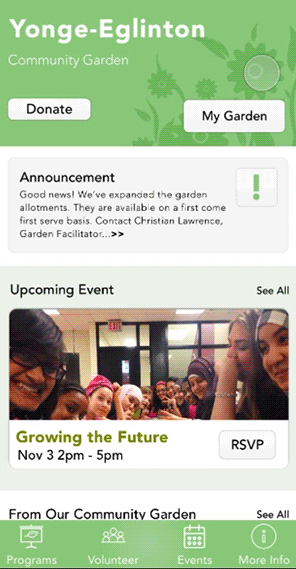 Yonge-Eglinton
Community Garden
Donate
My Garden
Announcement
Good news! We've expanded the garden
allotments. They are available on a first come
first serve basis. Contact Christian Lawrence,
Garden Facilitator...>>
!
Upcoming Event
See All
EXIT
Growing the Future
Nov 3 2pm - 5pm
RSVP
From Our Community Garden
See All
Programs
Volunteer
Events
More Info